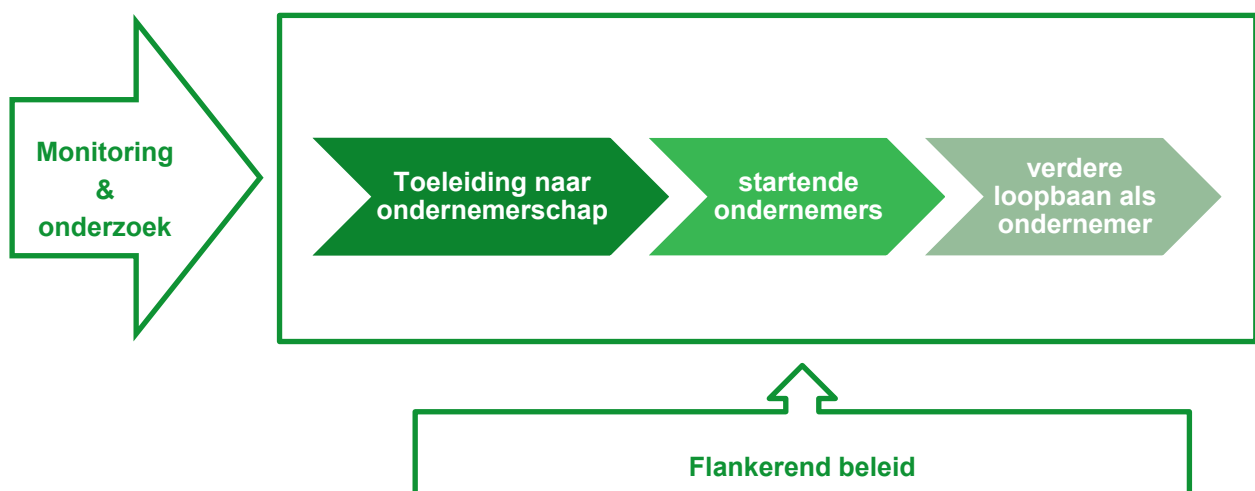 Monitoring
&
onderzoek
Toeleiding naar
ondernemerschap
startende
ondernemers
verdere
loopbaan als
ondernemer
Flankerend beleid